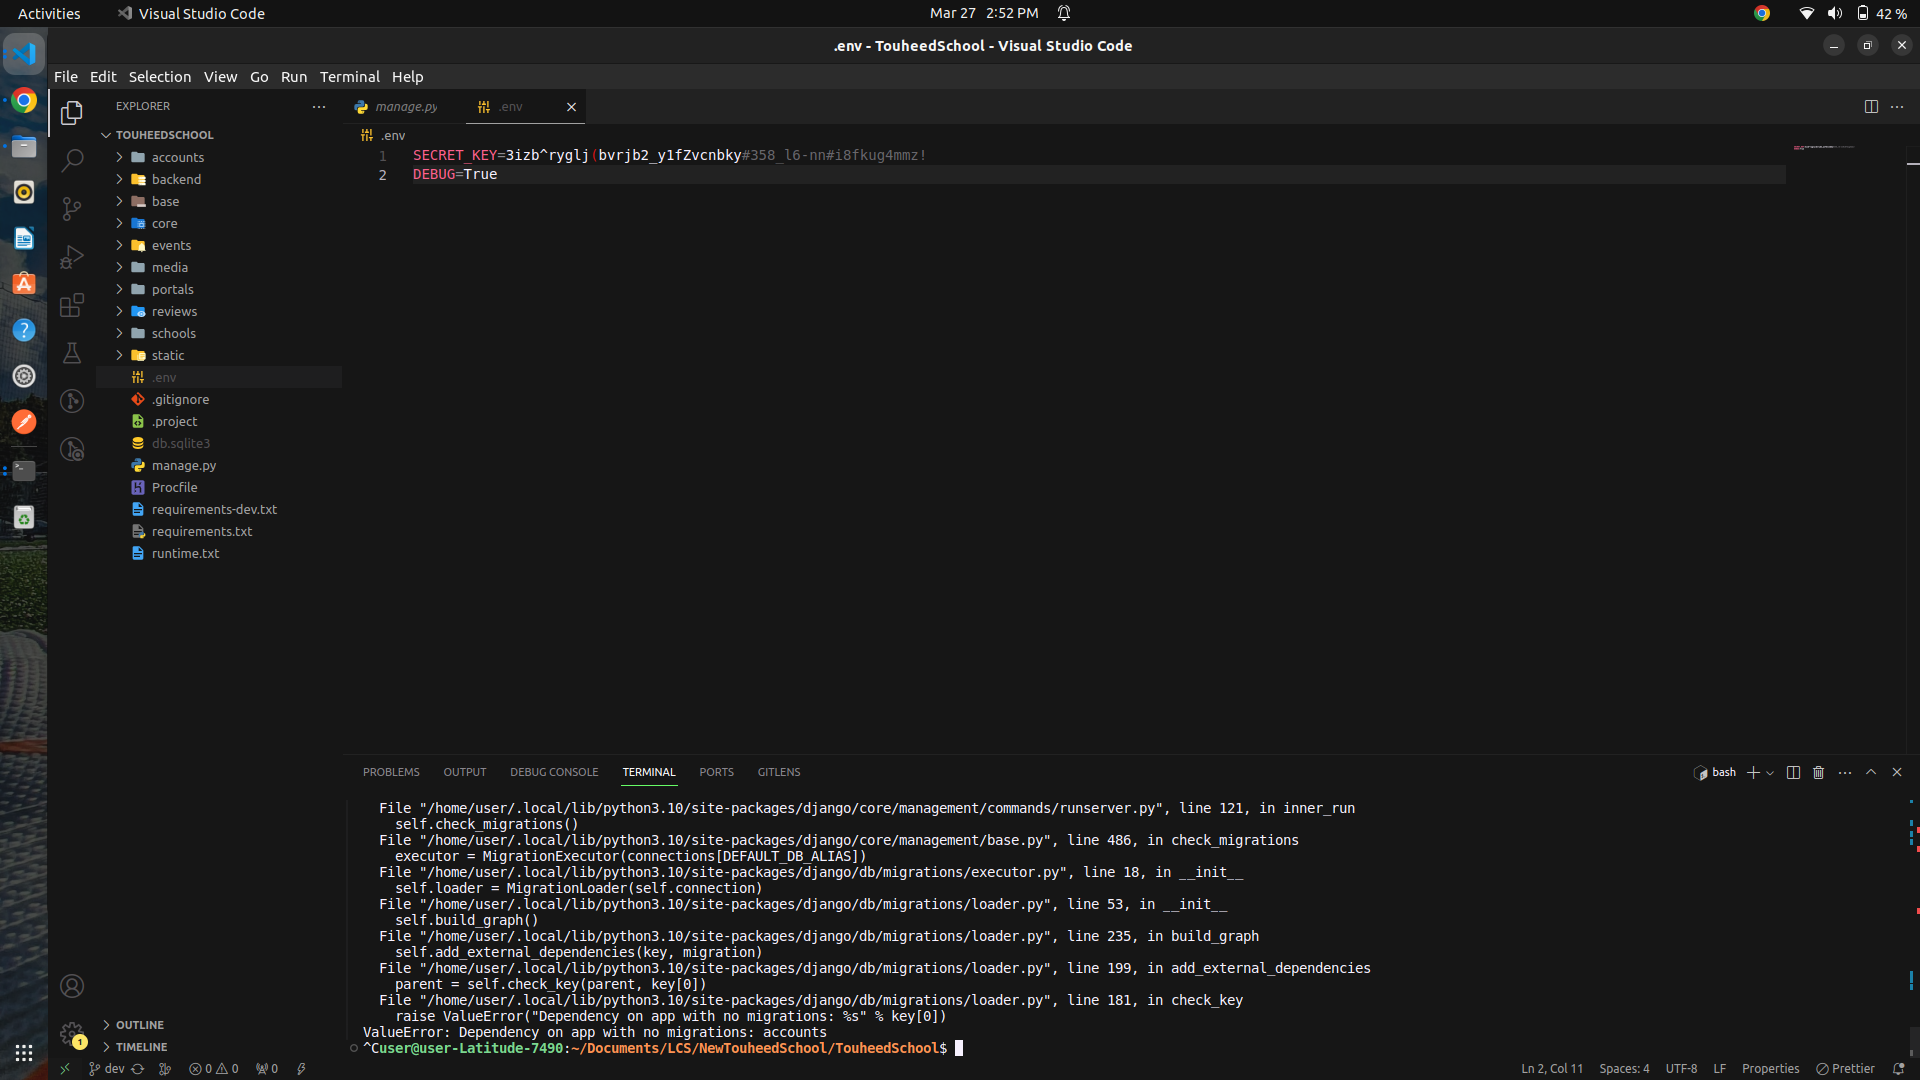 Activities Visual Studio Code Mar 27 2:52 PM 42 %
.env - TouheedSchool - Visual Studio Code
File Edit Selection View Go Run Terminal Help
EXPLORER
manage.py .env
TOUHEEDSCHOOL
.env
accounts
backend
base
core
events
media
portals
reviews
schools
static
.env
.gitignore
.project
db.sqlite3
manage.py
Procfile
requirements-dev.txt
requirements.txt
runtime.txt
1 SECRET_KEY=3izb^ryglj(bvrjb2_y1fZvcnbky#358_l6-nn#i8fkug4mmz!
2 DEBUG=True
PROBLEMS OUTPUT DEBUG CONSOLE TERMINAL PORTS GITLENS bash
File "/home/user/.local/lib/python3.10/site-packages/django/core/management/commands/runserver.py", line 121, in inner_run
self.check_migrations()
File "/home/user/.local/lib/python3.10/site-packages/django/core/management/base.py", line 486, in check_migrations
executor = MigrationExecutor(connections[DEFAULT_DB_ALIAS])
File "/home/user/.local/lib/python3.10/site-packages/django/db/migrations/executor.py", line 18, in __init__
self.loader = MigrationLoader(self.connection)
File "/home/user/.local/lib/python3.10/site-packages/django/db/migrations/loader.py", line 53, in __init__
self.build_graph()
File "/home/user/.local/lib/python3.10/site-packages/django/db/migrations/loader.py", line 235, in build_graph
self.add_external_dependencies(key, migration)
File "/home/user/.local/lib/python3.10/site-packages/django/db/migrations/loader.py", line 199, in add_external_dependencies
parent = self.check_key(parent, key[0])
File "/home/user/.local/lib/python3.10/site-packages/django/db/migrations/loader.py", line 181, in check_key
raise ValueError("Dependency on app with no migrations: %s" % key[0])
ValueError: Dependency on app with no migrations: accounts
^Cuser@user-Latitude-7490:~/Documents/LCS/NewTouheedSchool/TouheedSchool$
OUTLINE
TIMELINE
1
dev 0 0 0 Ln 2, Col 11 Spaces: 4 UTF-8 LF Properties Prettier